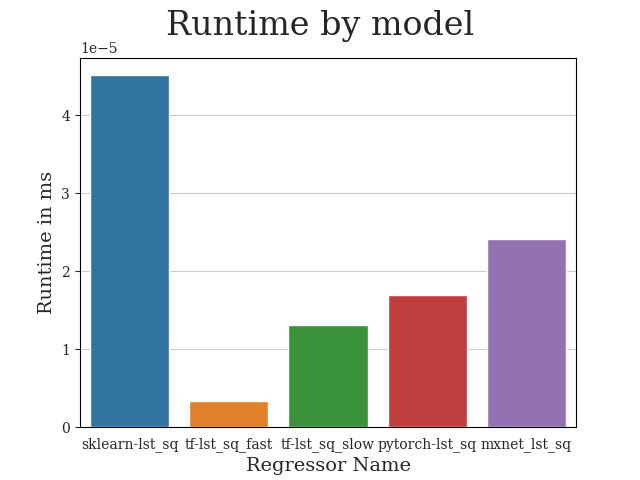 Runtime by model
1e−5
4
3
2
1
0
Runtime in ms
sklearn-lst_sq tf-lst_sq_fast tf-lst_sq_slow pytorch-lst_sq mxnet_lst_sq
Regressor Name